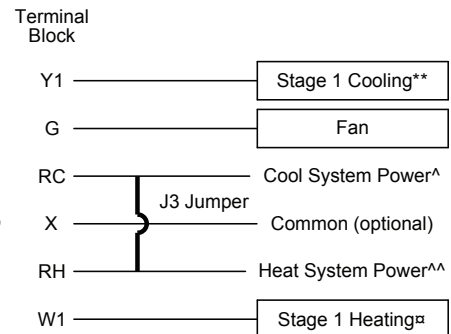 Terminal
Block
Y1 Stage 1 Cooling**
G Fan
RC Cool System Power^
J3 Jumper
X Common (optional)
RH Heat System Power^^
W1 Stage 1 Heating¤